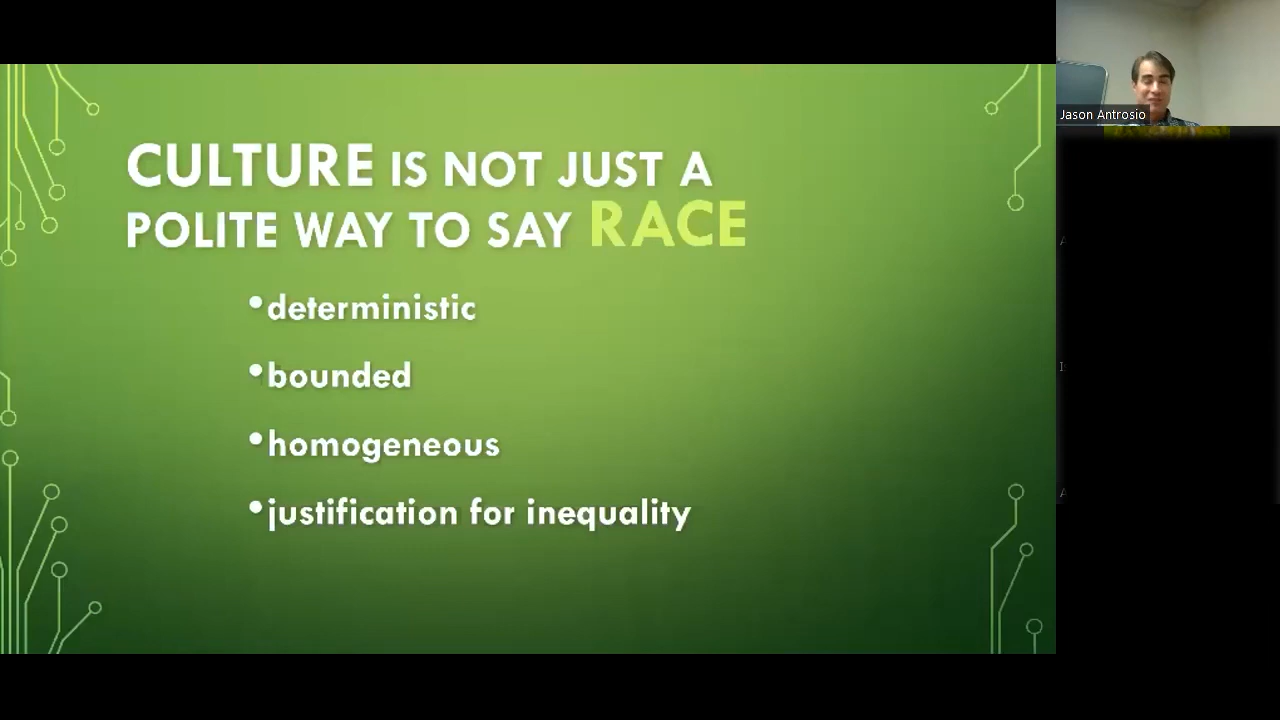 CULTURE IS NOT JUST A
POLITE WAY TO SAY RACE
•deterministic
•bounded
•homogeneous
•justification for inequality
Jason Antrosio